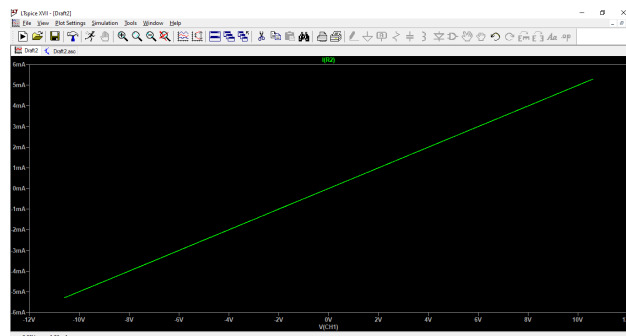 LTspice XVII - [Draft2]
File View Plot Settings Simulation Tools Window Help
Draft2 Draft2.asc
I(R2)
6mA
5mA
4mA
3mA
2mA
1mA
0mA
-1mA
-2mA
-3mA
-4mA
-5mA
-6mA
-12V -10V -8V -6V -4V -2V 0V 2V 4V 6V 8V 10V
V(CH1)